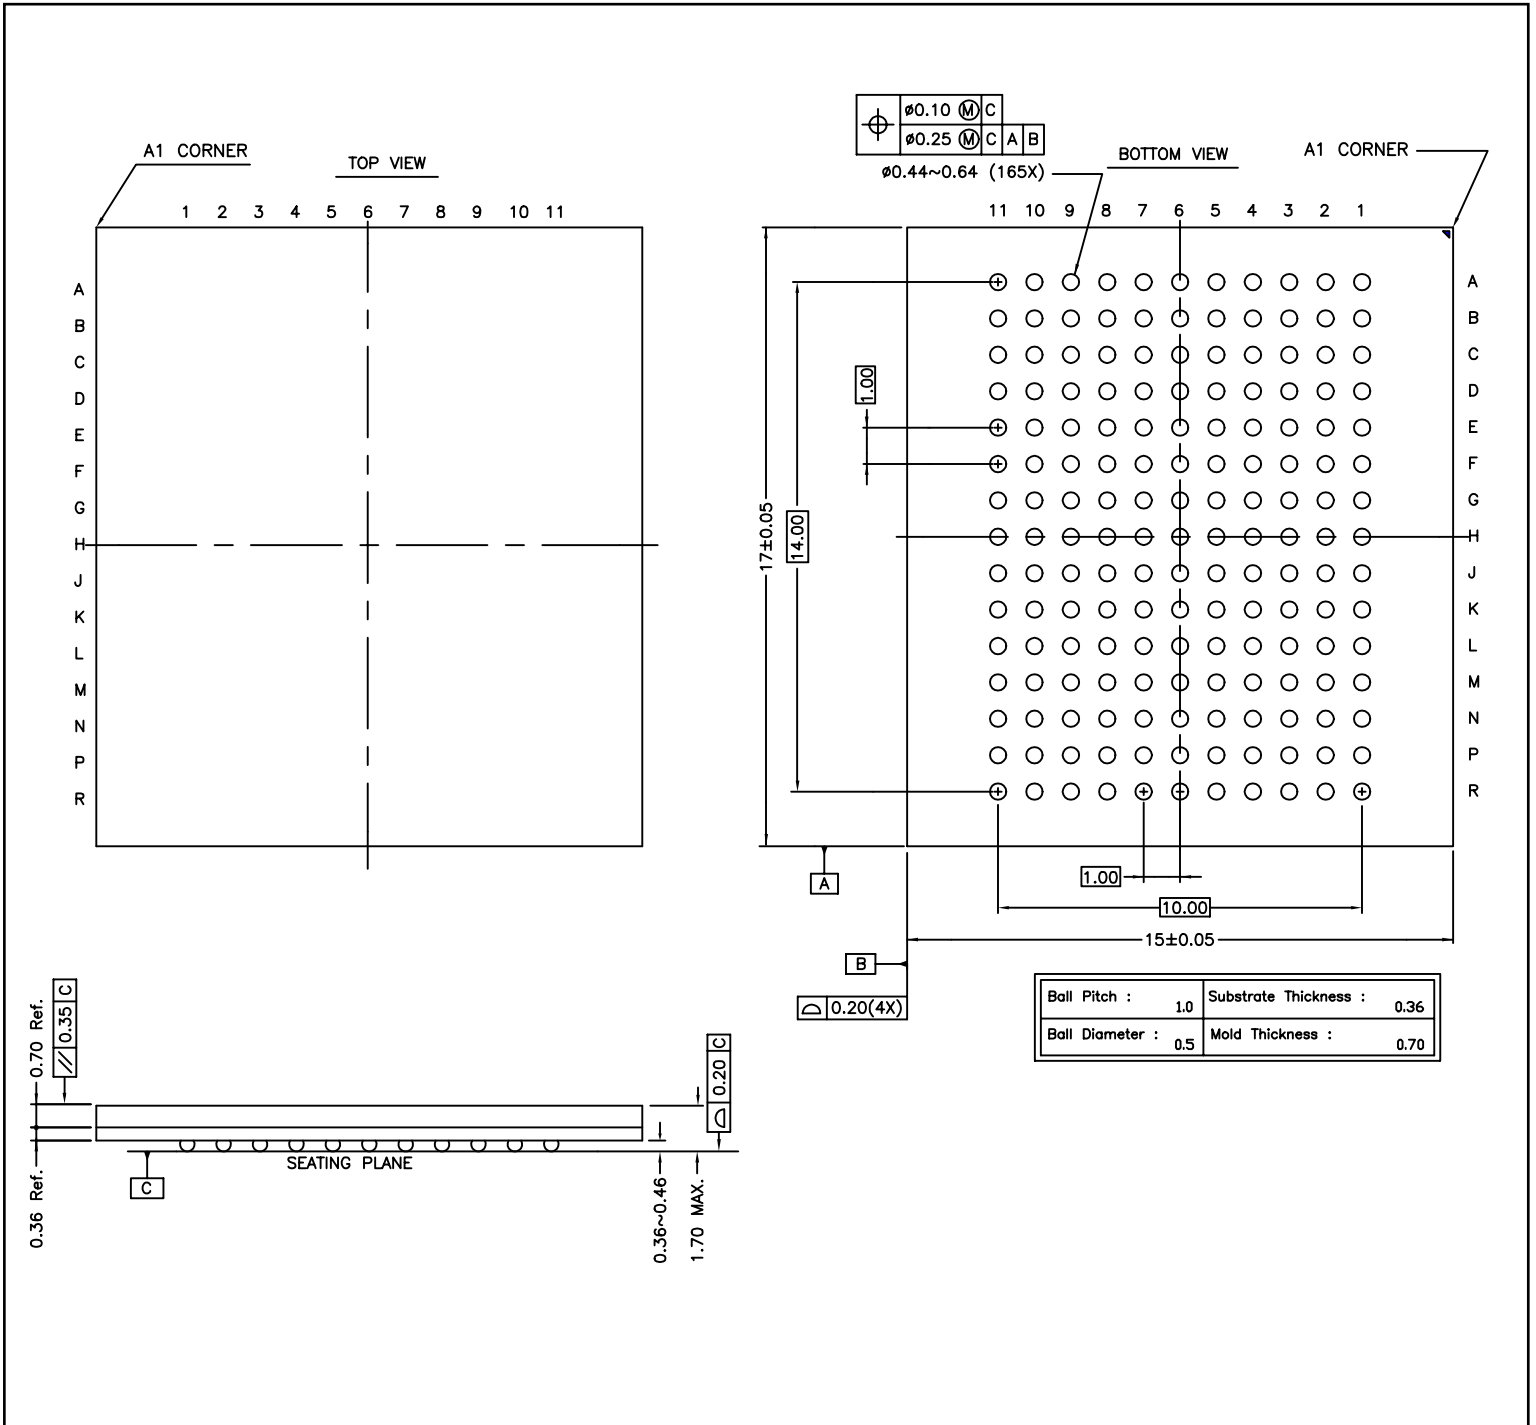 A1 CORNER
TOP VIEW
1 2 3 4 5 6 7 8 9 10 11
A
B
C
D
E
F
G
H
J
K
L
M
N
P
R
ø0.10 Ⓜ C
ø0.25 Ⓜ C A B
ø0.44~0.64 (165X)
BOTTOM VIEW
A1 CORNER
11 10 9 8 7 6 5 4 3 2 1
A
B
C
D
E
F
G
H
J
K
L
M
N
P
R
1.00
17±0.05
14.00
A
1.00
10.00
15±0.05
B
0.20(4X)
Ball Pitch : 1.0 Substrate Thickness : 0.36
Ball Diameter : 0.5 Mold Thickness : 0.70
0.70 Ref.
// 0.35 C
0.36 Ref.
SEATING PLANE
C
0.20 C
0.36~0.46
1.70 MAX.